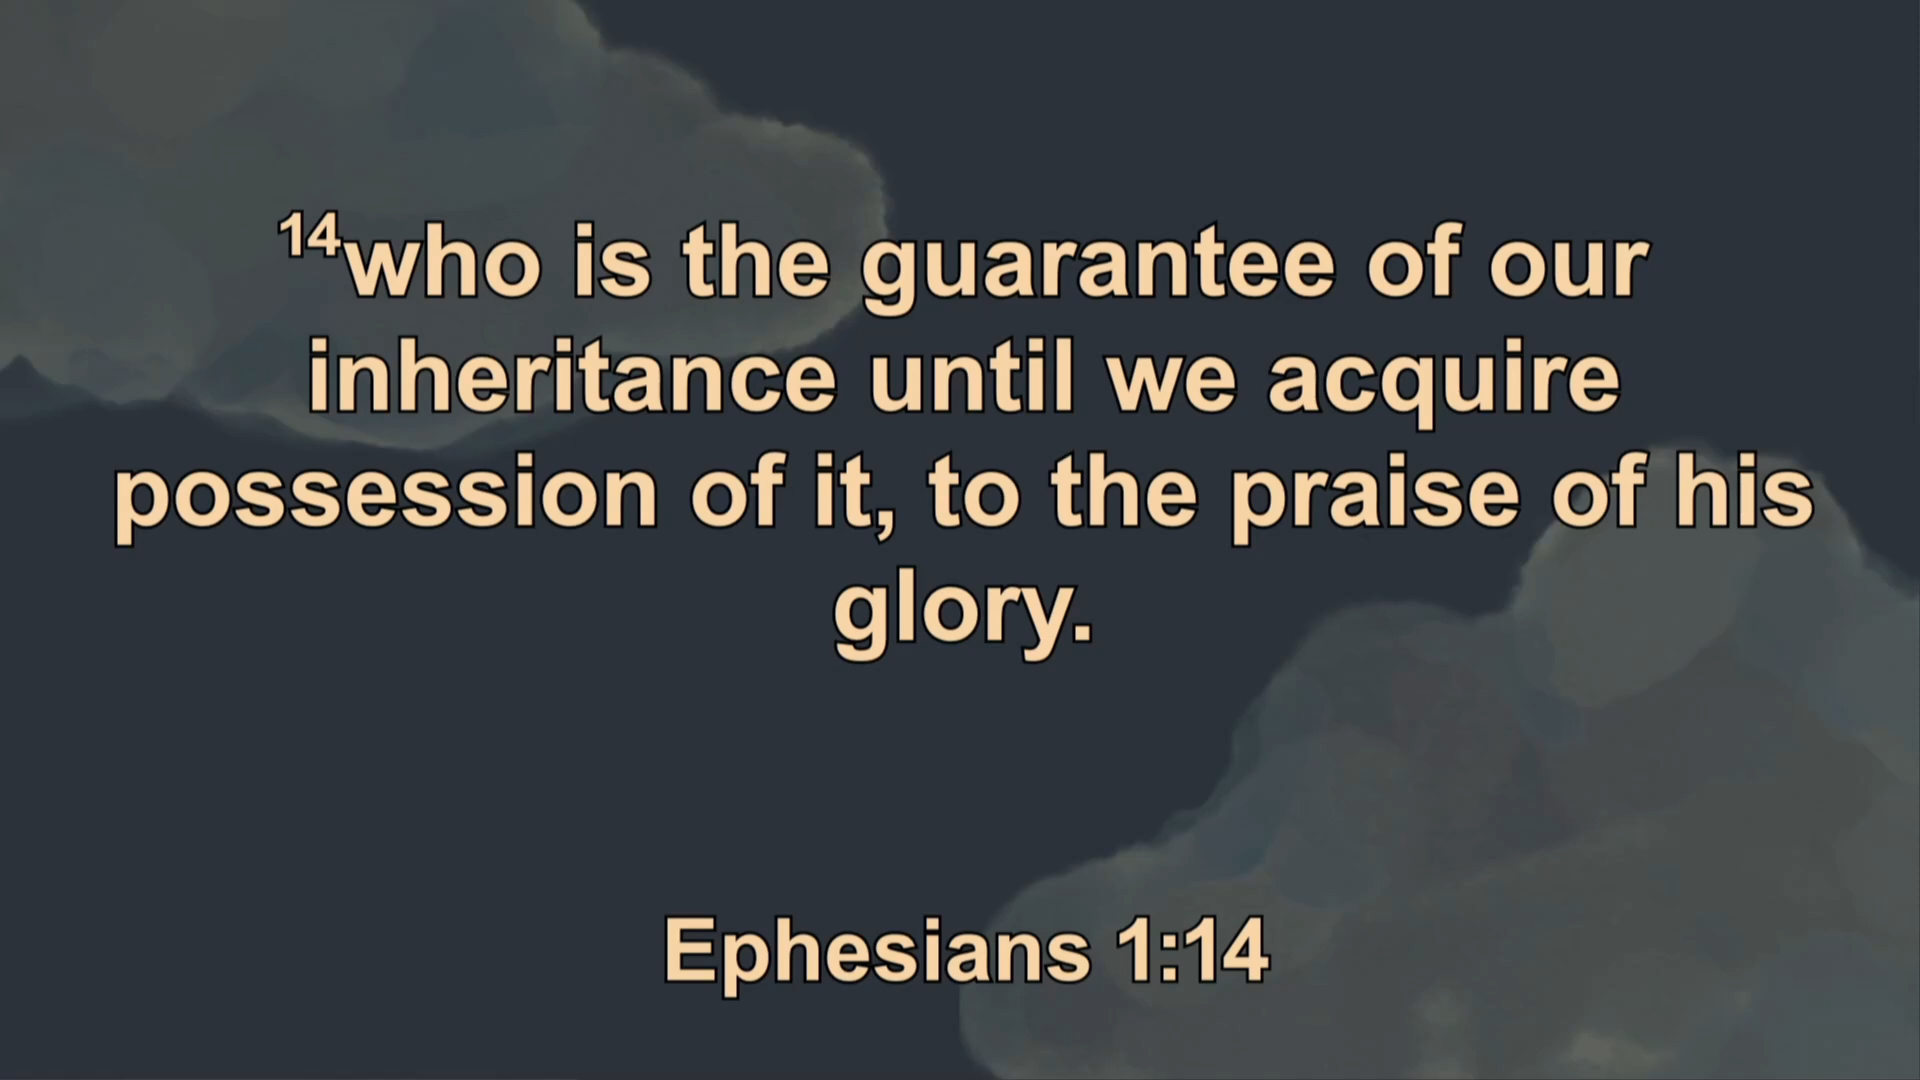 14who is the guarantee of our
inheritance until we acquire
possession of it, to the praise of his
glory.
Ephesians 1:14